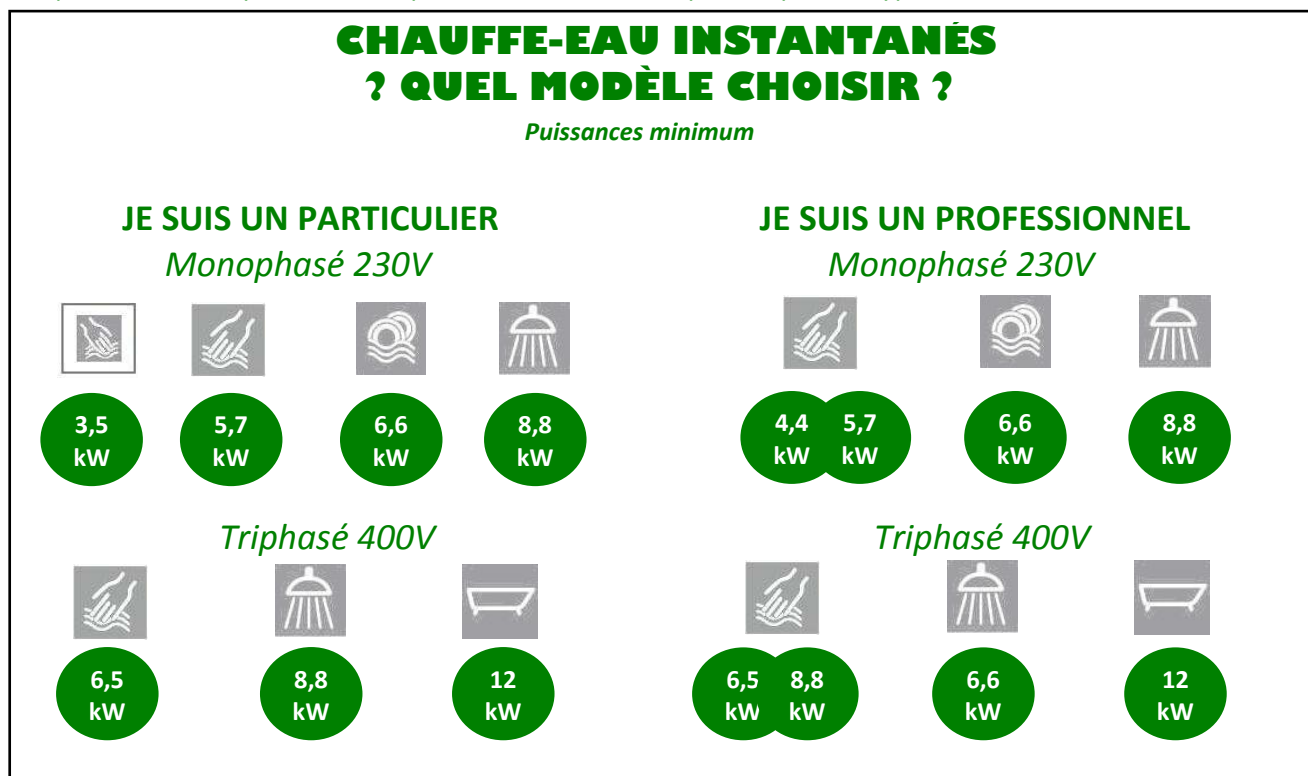 CHAUFFE-EAU INSTANTANÉS
? QUEL MODÈLE CHOISIR ?
Puissances minimum
JE SUIS UN PARTICULIER
Monophasé 230V
3,5 kW
5,7 kW
6,6 kW
8,8 kW
Triphasé 400V
6,5 kW
8,8 kW
12 kW
JE SUIS UN PROFESSIONNEL
Monophasé 230V
4,4 kW
5,7 kW
6,6 kW
8,8 kW
Triphasé 400V
6,5 kW
8,8 kW
6,6 kW
12 kW